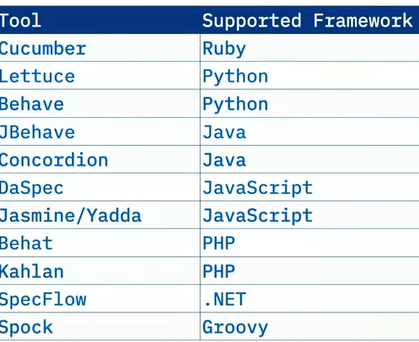 Tool Supported Framework
Cucumber Ruby
Lettuce Python
Behave Python
JBehave Java
Concordion Java
DaSpec JavaScript
Jasmine/Yadda JavaScript
Behat PHP
Kahlan PHP
SpecFlow .NET
Spock Groovy